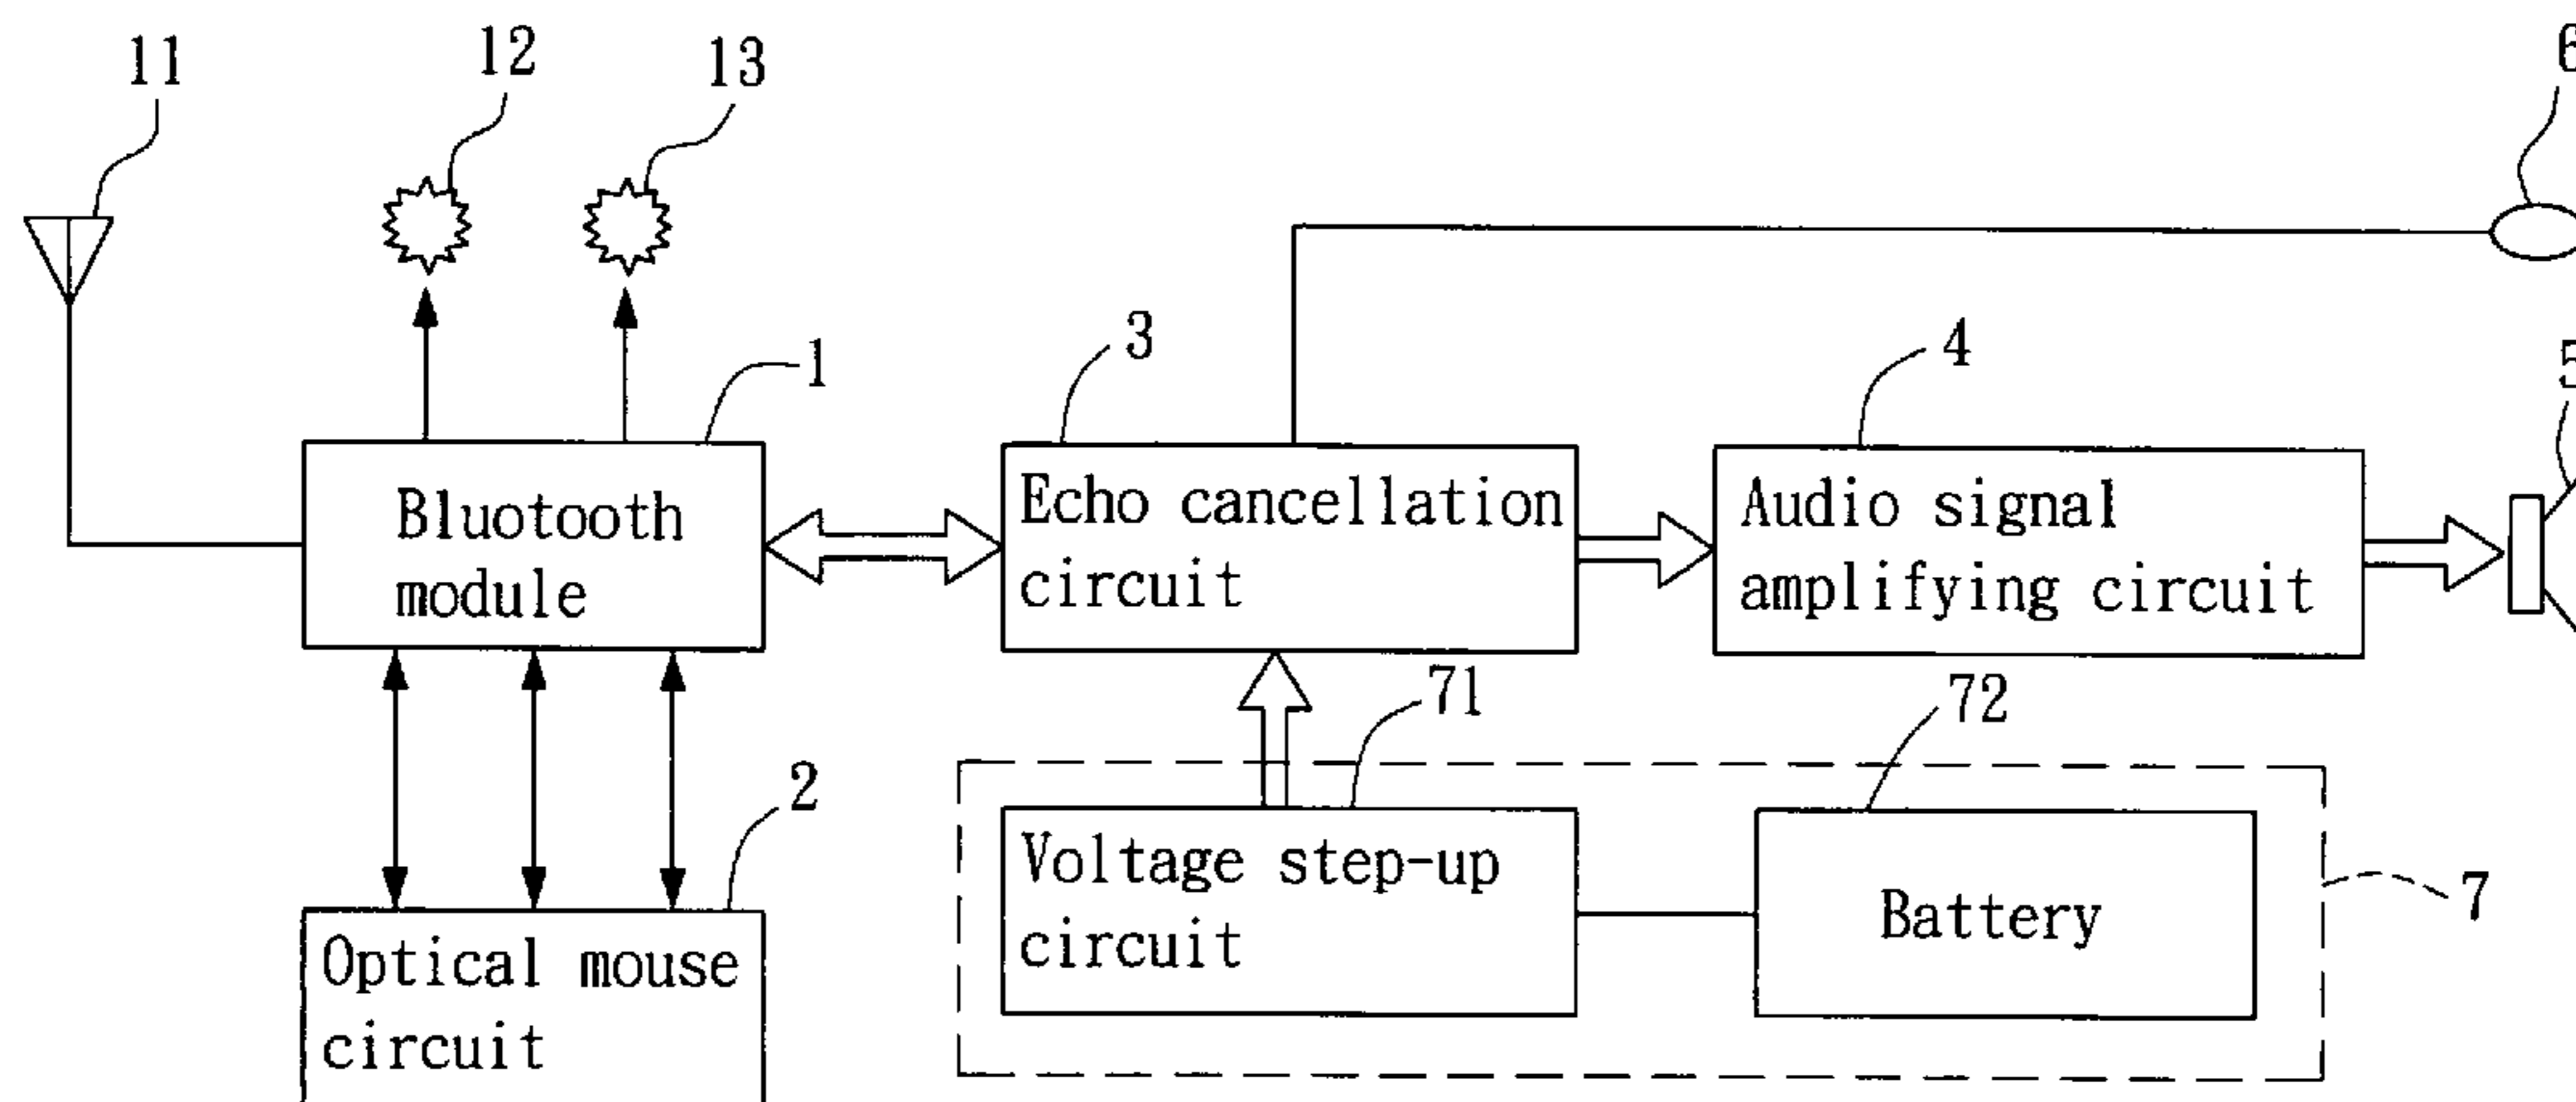 11
12
13
6
1
3
4
5
Bluotooth
module
Echo cancellation
circuit
Audio signal
amplifying circuit
71
72
2
7
Voltage step-up
circuit
Battery
Optical mouse
circuit